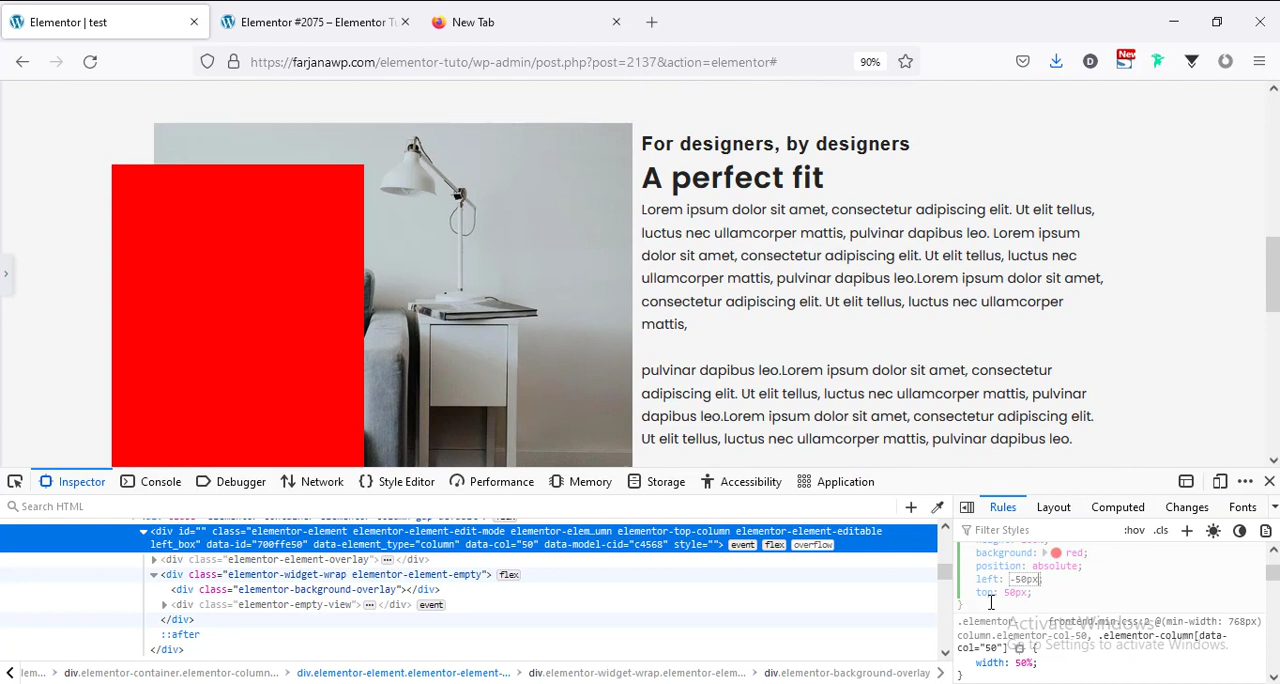 Elementor | test
Elementor #2075 – Elementor Tu
New Tab
https://farjanawp.com/elementor-tuto/wp-admin/post.php?post=2137&action=elementor#
90%
New
For designers, by designers
A perfect fit
Lorem ipsum dolor sit amet, consectetur adipiscing elit. Ut elit tellus,
luctus nec ullamcorper mattis, pulvinar dapibus leo. Lorem ipsum
dolor sit amet, consectetur adipiscing elit. Ut elit tellus, luctus nec
ullamcorper mattis, pulvinar dapibus leo.Lorem ipsum dolor sit amet,
consectetur adipiscing elit. Ut elit tellus, luctus nec ullamcorper
mattis,
pulvinar dapibus leo.Lorem ipsum dolor sit amet, consectetur
adipiscing elit. Ut elit tellus, luctus nec ullamcorper mattis, pulvinar
dapibus leo.Lorem ipsum dolor sit amet, consectetur adipiscing elit.
Ut elit tellus, luctus nec ullamcorper mattis, pulvinar dapibus leo.
Inspector Console Debugger Network Style Editor Performance Memory Storage Accessibility Application
Search HTML
Rules Layout Computed Changes Fonts
Filter Styles :hov .cls
<div id="" class="elementor-element elementor-element-edit-mode elementor-elem…umn elementor-top-column elementor-element-editable
left_box" data-id="700ffe50" data-element_type="column" data-col="50" data-model-cid="c4568" style=""> event flex overflow
<div class="elementor-element-overlay"> ⋯ </div>
<div class="elementor-widget-wrap elementor-element-empty"> flex
<div class="elementor-background-overlay"></div>
<div class="elementor-empty-view"> ⋯ </div> event
</div>
::after
</div>
background: red;
position: absolute;
left: -50px;
top: 50px;
}
.elementor- frontend.min.css:2 @(min-width: 768px)
column.elementor-col-50, .elementor-column[data-
col="50"] {
width: 50%;
}
Activate Windows
Go to Settings to activate Windows.
lem… div.elementor-container.elementor-column… div.elementor-element.elementor-element-… div.elementor-widget-wrap.elementor-elem… div.elementor-background-overlay